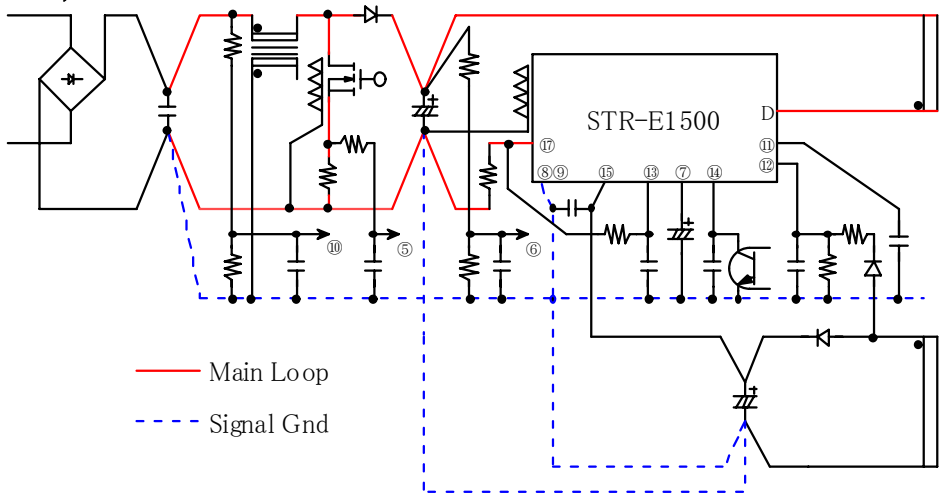 STR-E1500
D
⑰
⑪
⑫
⑧⑨
⑮
⑬
⑦
⑭
⑩
⑤
⑥
Main Loop
Signal Gnd